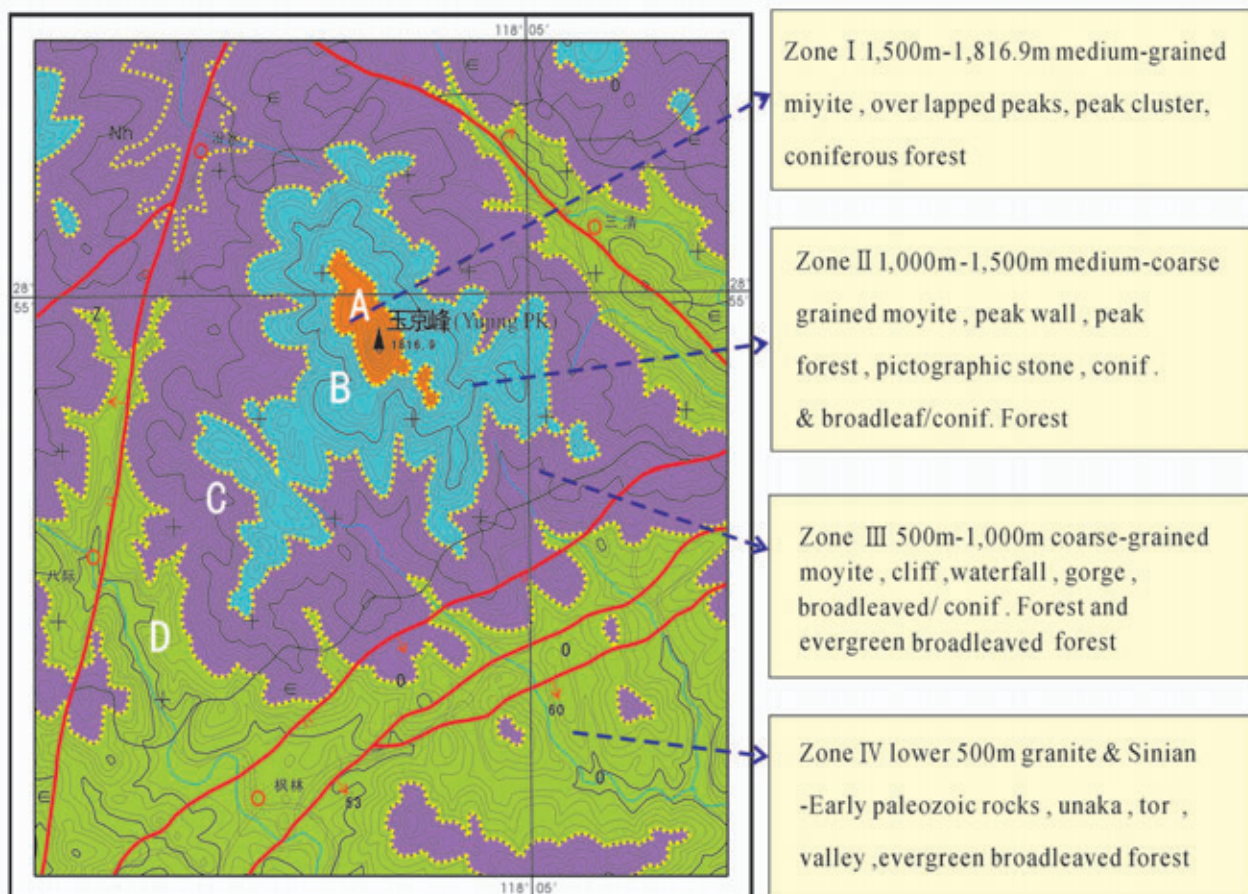 118°05′
Zone Ⅰ 1,500m-1,816.9m medium-grained
miyite , over lapped peaks, peak cluster,
coniferous forest
∈
∈
0
Nh
三清
Zone Ⅱ 1,000m-1,500m medium-coarse
grained moyite , peak wall , peak
forest , pictographic stone , conif .
& broadleaf/conif. Forest
28°
55′
28°
55′
A
玉京峰(Yujing PK)
1816.9
Z
∈
B
C
Zone Ⅲ 500m-1,000m coarse-grained
moyite , cliff ,waterfall , gorge ,
broadleaved/ conif . Forest and
evergreen broadleaved forest
八际
D
0
0
∈
60
Zone Ⅳ lower 500m granite & Sinian
-Early paleozoic rocks , unaka , tor ,
valley ,evergreen broadleaved forest
枫林
53
0
∈
118°05′